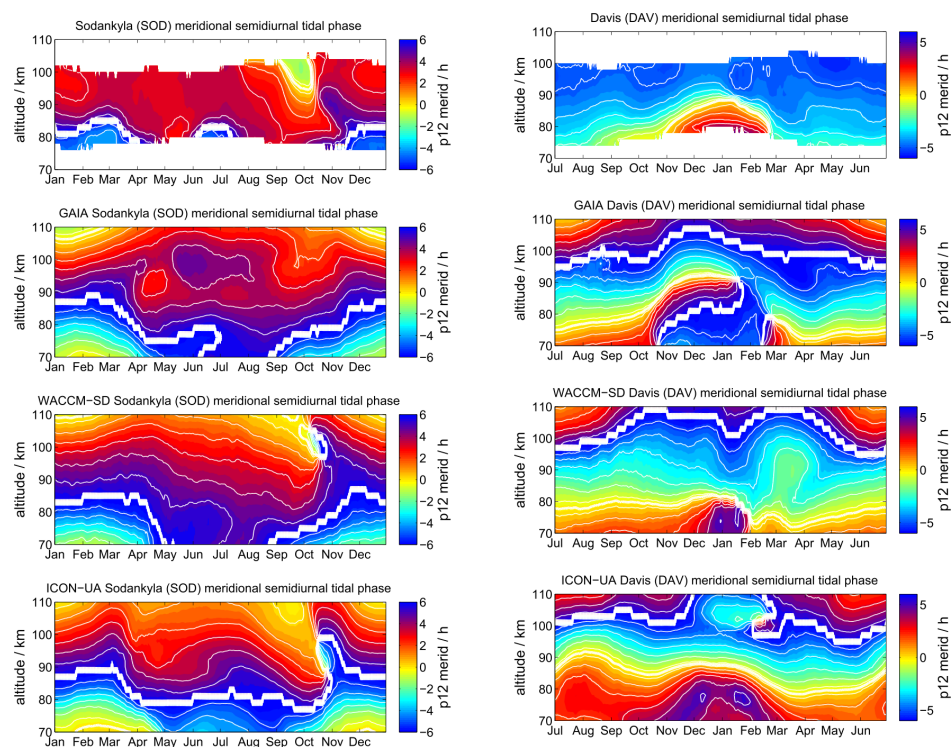 Sodankyla (SOD) meridional semidiurnal tidal phase
110
100
90
80
70
altitude / km
Jan Feb Mar Apr May Jun Jul Aug Sep Oct Nov Dec
6
4
2
0
−2
−4
−6
p12 merid / h
Davis (DAV) meridional semidiurnal tidal phase
110
100
90
80
70
altitude / km
Jul Aug Sep Oct Nov Dec Jan Feb Mar Apr May Jun
5
0
−5
p12 merid / h
GAIA Sodankyla (SOD) meridional semidiurnal tidal phase
110
100
90
80
70
altitude / km
Jan Feb Mar Apr May Jun Jul Aug Sep Oct Nov Dec
6
4
2
0
−2
−4
−6
p12 merid / h
GAIA Davis (DAV) meridional semidiurnal tidal phase
110
100
90
80
70
altitude / km
Jul Aug Sep Oct Nov Dec Jan Feb Mar Apr May Jun
5
0
−5
p12 merid / h
WACCM−SD Sodankyla (SOD) meridional semidiurnal tidal phase
110
100
90
80
70
altitude / km
Jan Feb Mar Apr May Jun Jul Aug Sep Oct Nov Dec
6
4
2
0
−2
−4
−6
p12 merid / h
WACCM−SD Davis (DAV) meridional semidiurnal tidal phase
110
100
90
80
70
altitude / km
Jul Aug Sep Oct Nov Dec Jan Feb Mar Apr May Jun
5
0
−5
p12 merid / h
ICON−UA Sodankyla (SOD) meridional semidiurnal tidal phase
110
100
90
80
70
altitude / km
Jan Feb Mar Apr May Jun Jul Aug Sep Oct Nov Dec
6
4
2
0
−2
−4
−6
p12 merid / h
ICON−UA Davis (DAV) meridional semidiurnal tidal phase
110
100
90
80
70
altitude / km
Jul Aug Sep Oct Nov Dec Jan Feb Mar Apr May Jun
5
0
−5
p12 merid / h